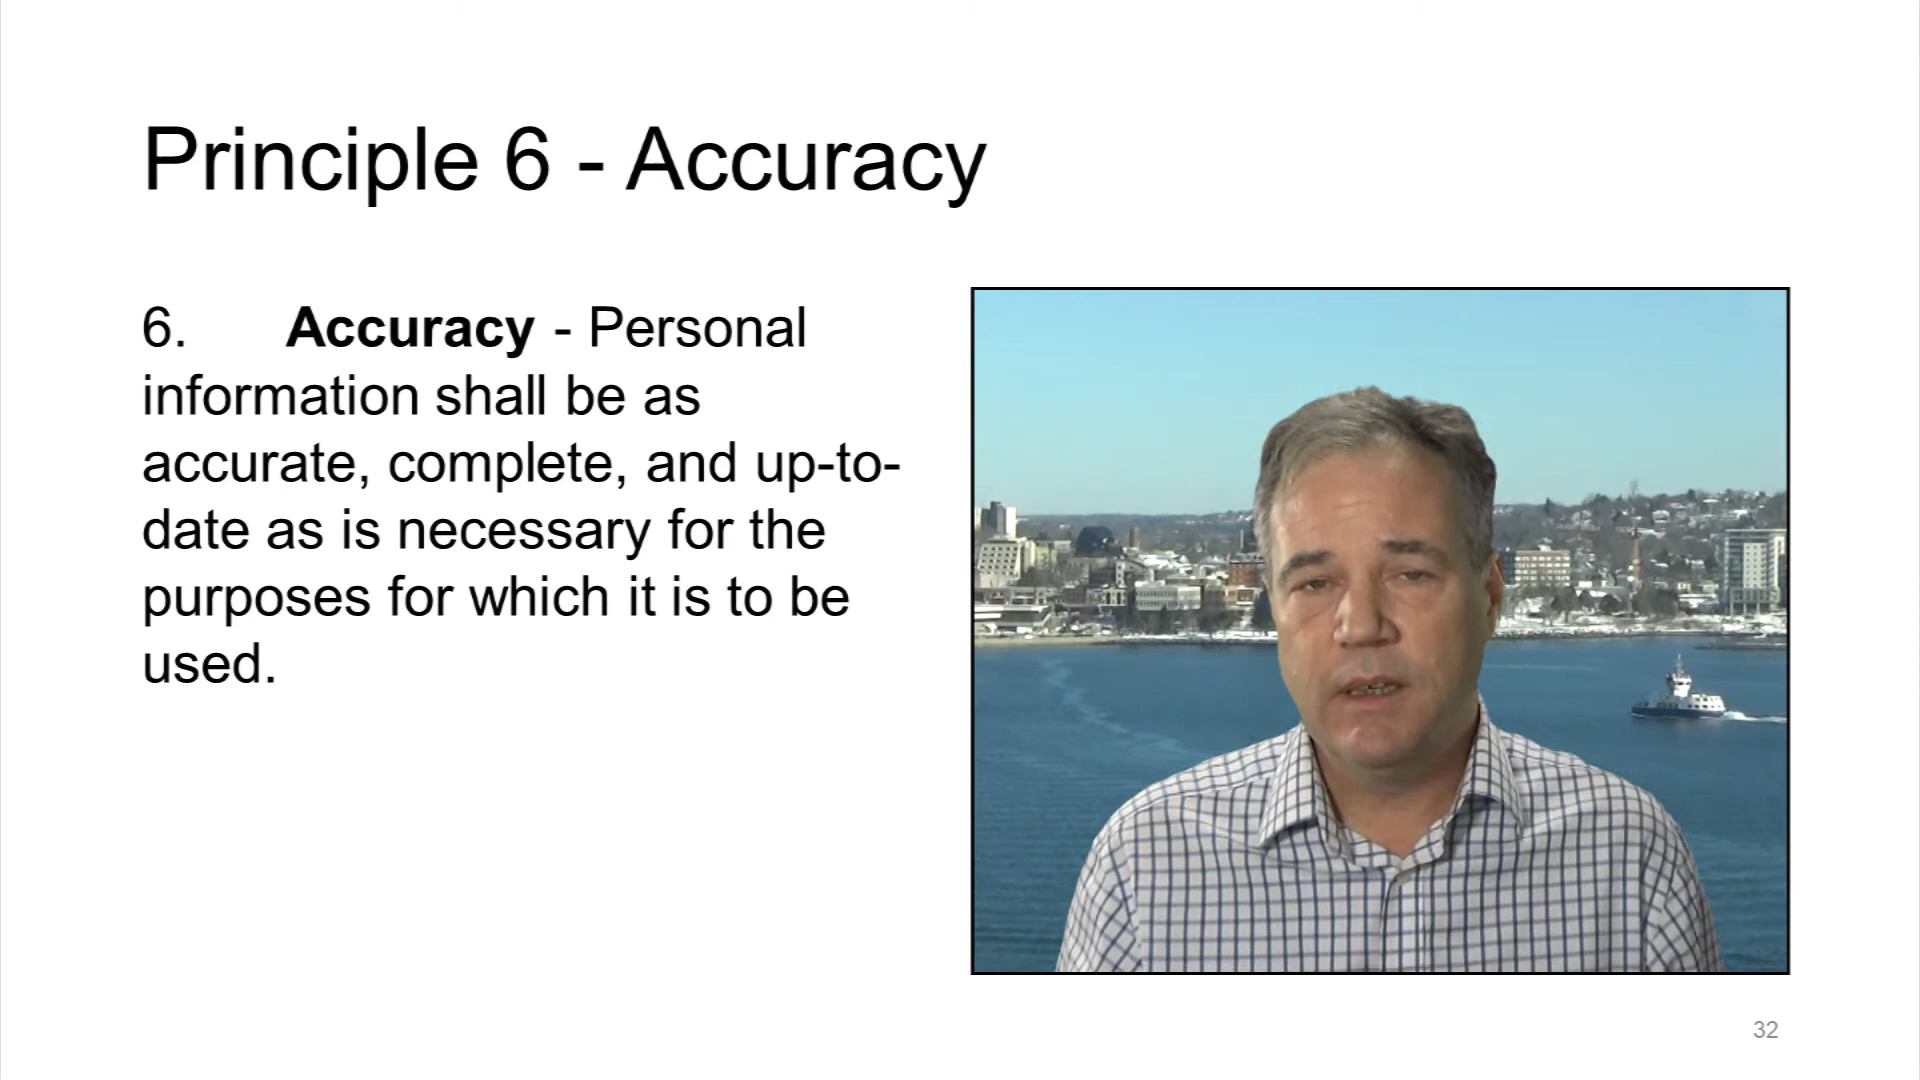 Principle 6 - Accuracy
6. Accuracy - Personal
information shall be as
accurate, complete, and up-to-
date as is necessary for the
purposes for which it is to be
used.
32